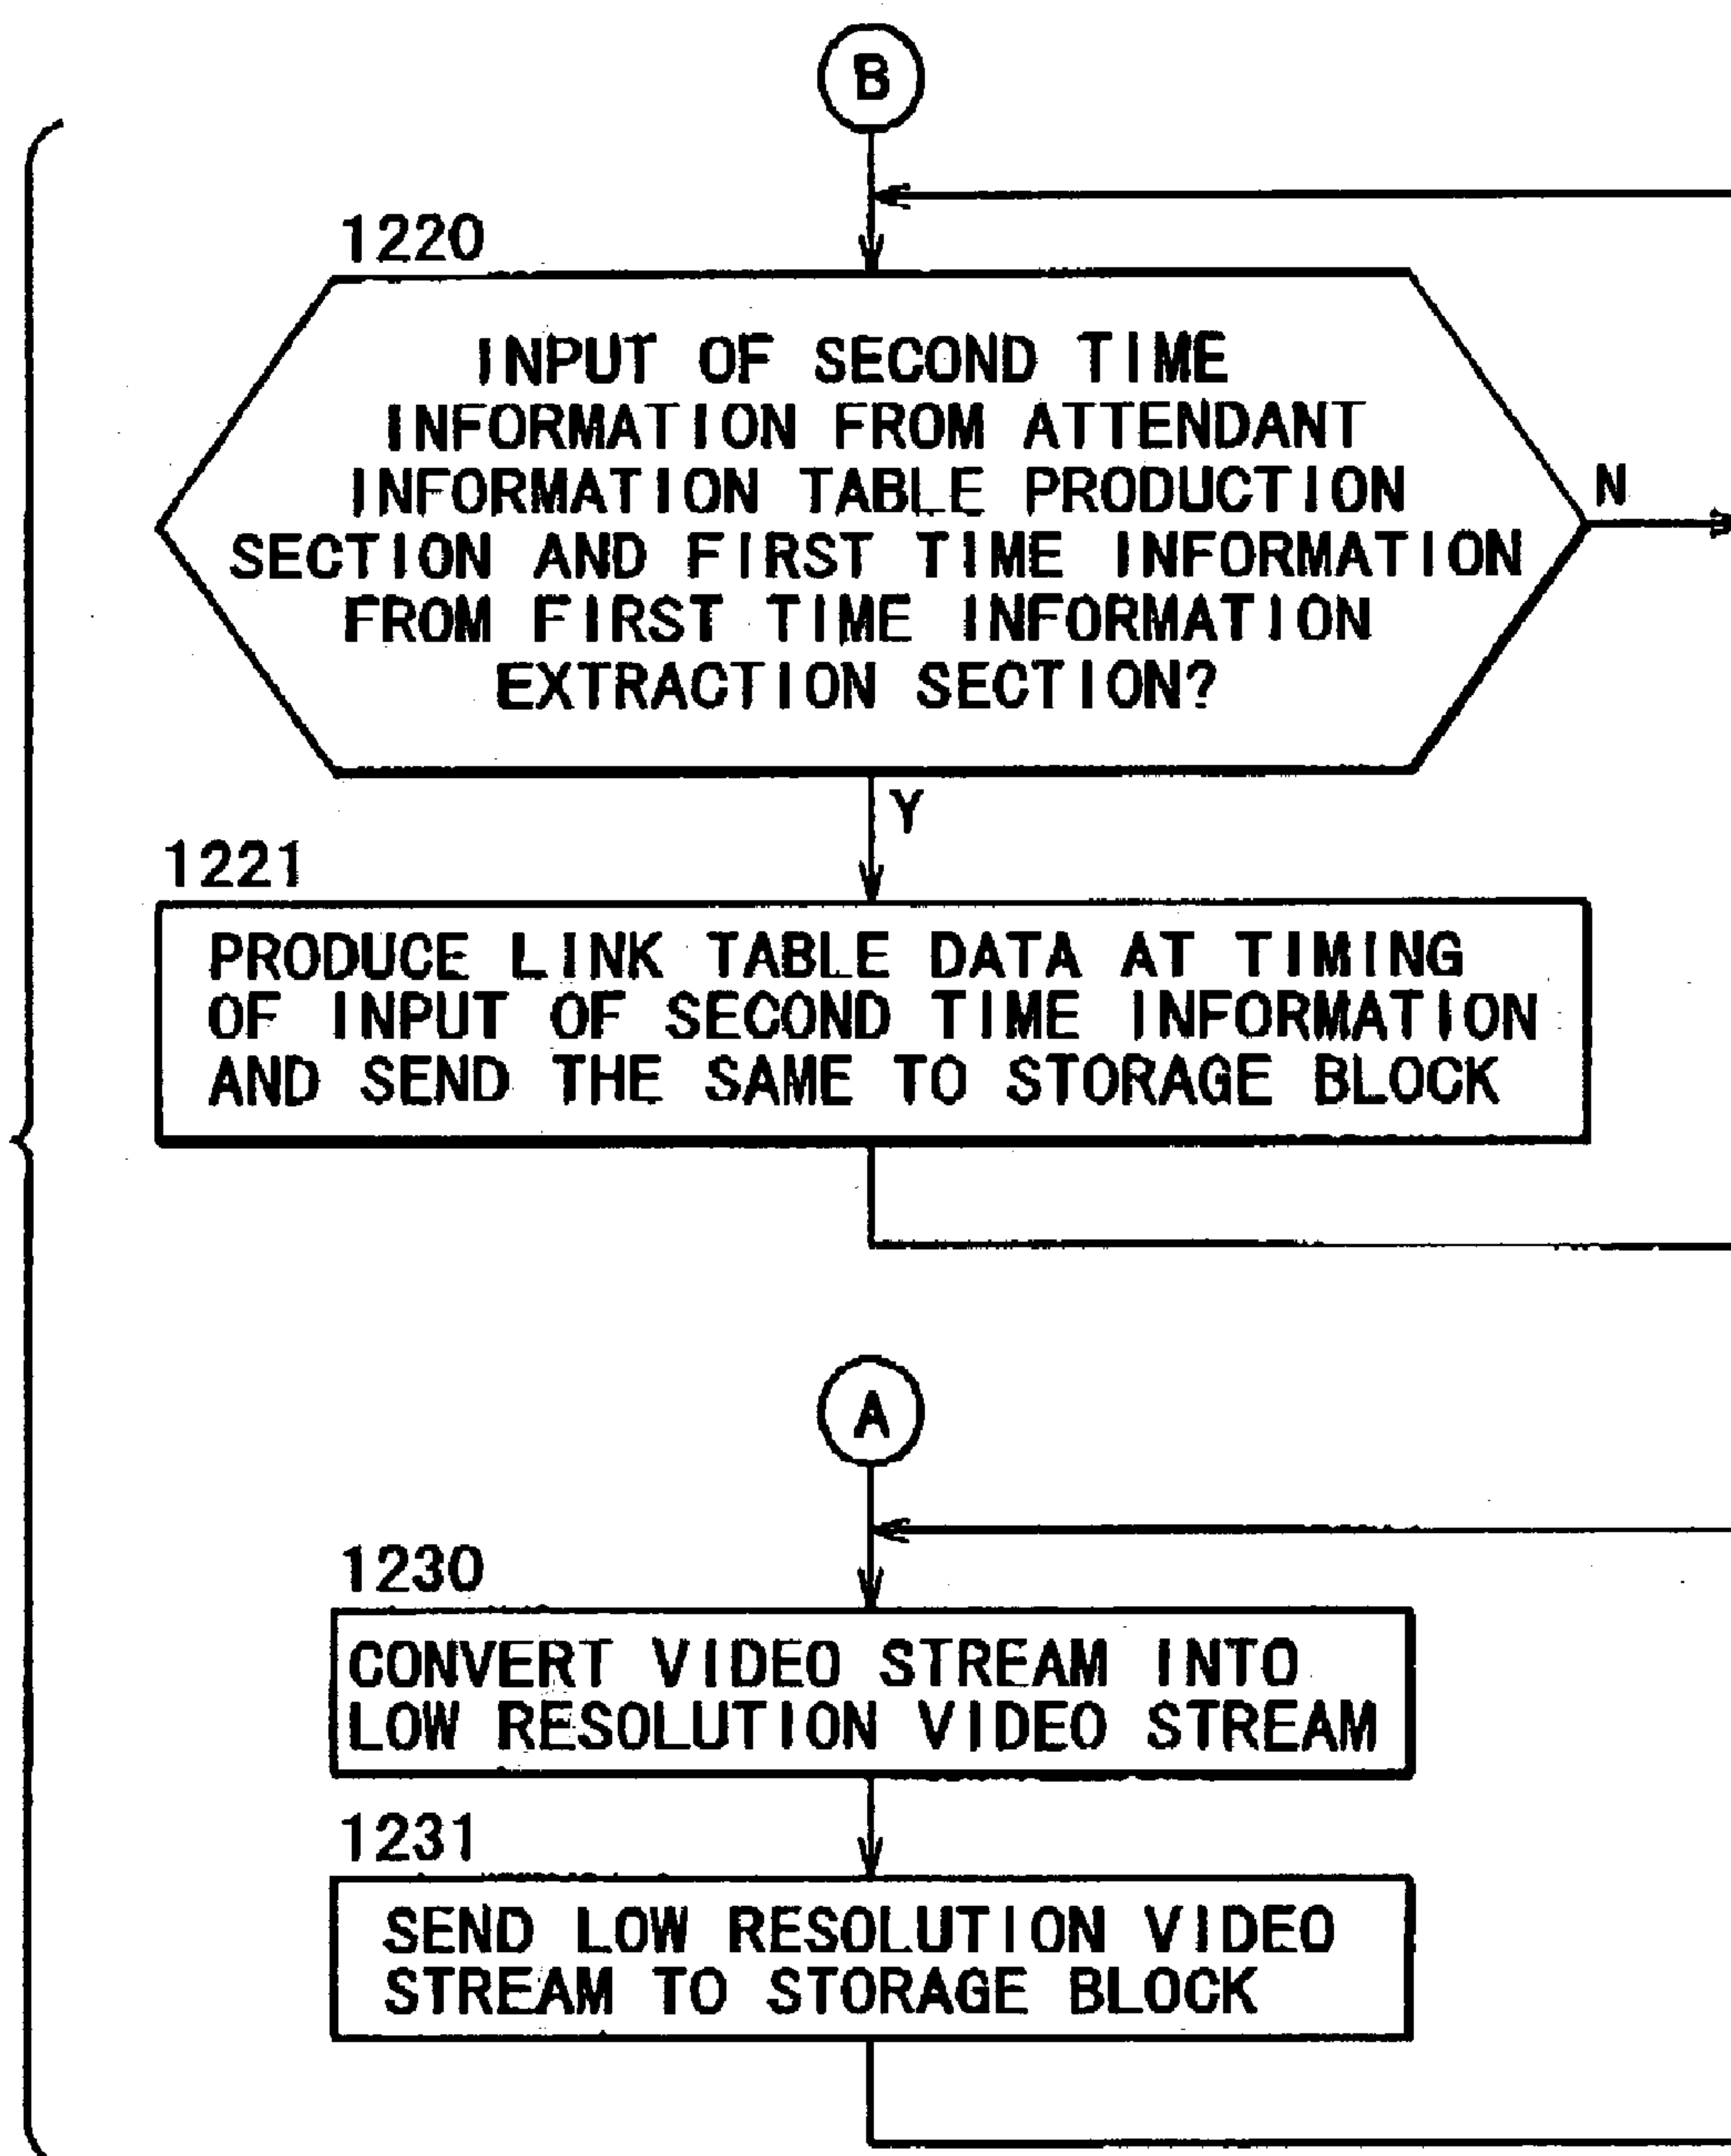 B
1220
INPUT OF SECOND TIME
INFORMATION FROM ATTENDANT
INFORMATION TABLE PRODUCTION
SECTION AND FIRST TIME INFORMATION
FROM FIRST TIME INFORMATION
EXTRACTION SECTION?
N
Y
1221
PRODUCE LINK TABLE DATA AT TIMING
OF INPUT OF SECOND TIME INFORMATION
AND SEND THE SAME TO STORAGE BLOCK
A
1230
CONVERT VIDEO STREAM INTO
LOW RESOLUTION VIDEO STREAM
1231
SEND LOW RESOLUTION VIDEO
STREAM TO STORAGE BLOCK